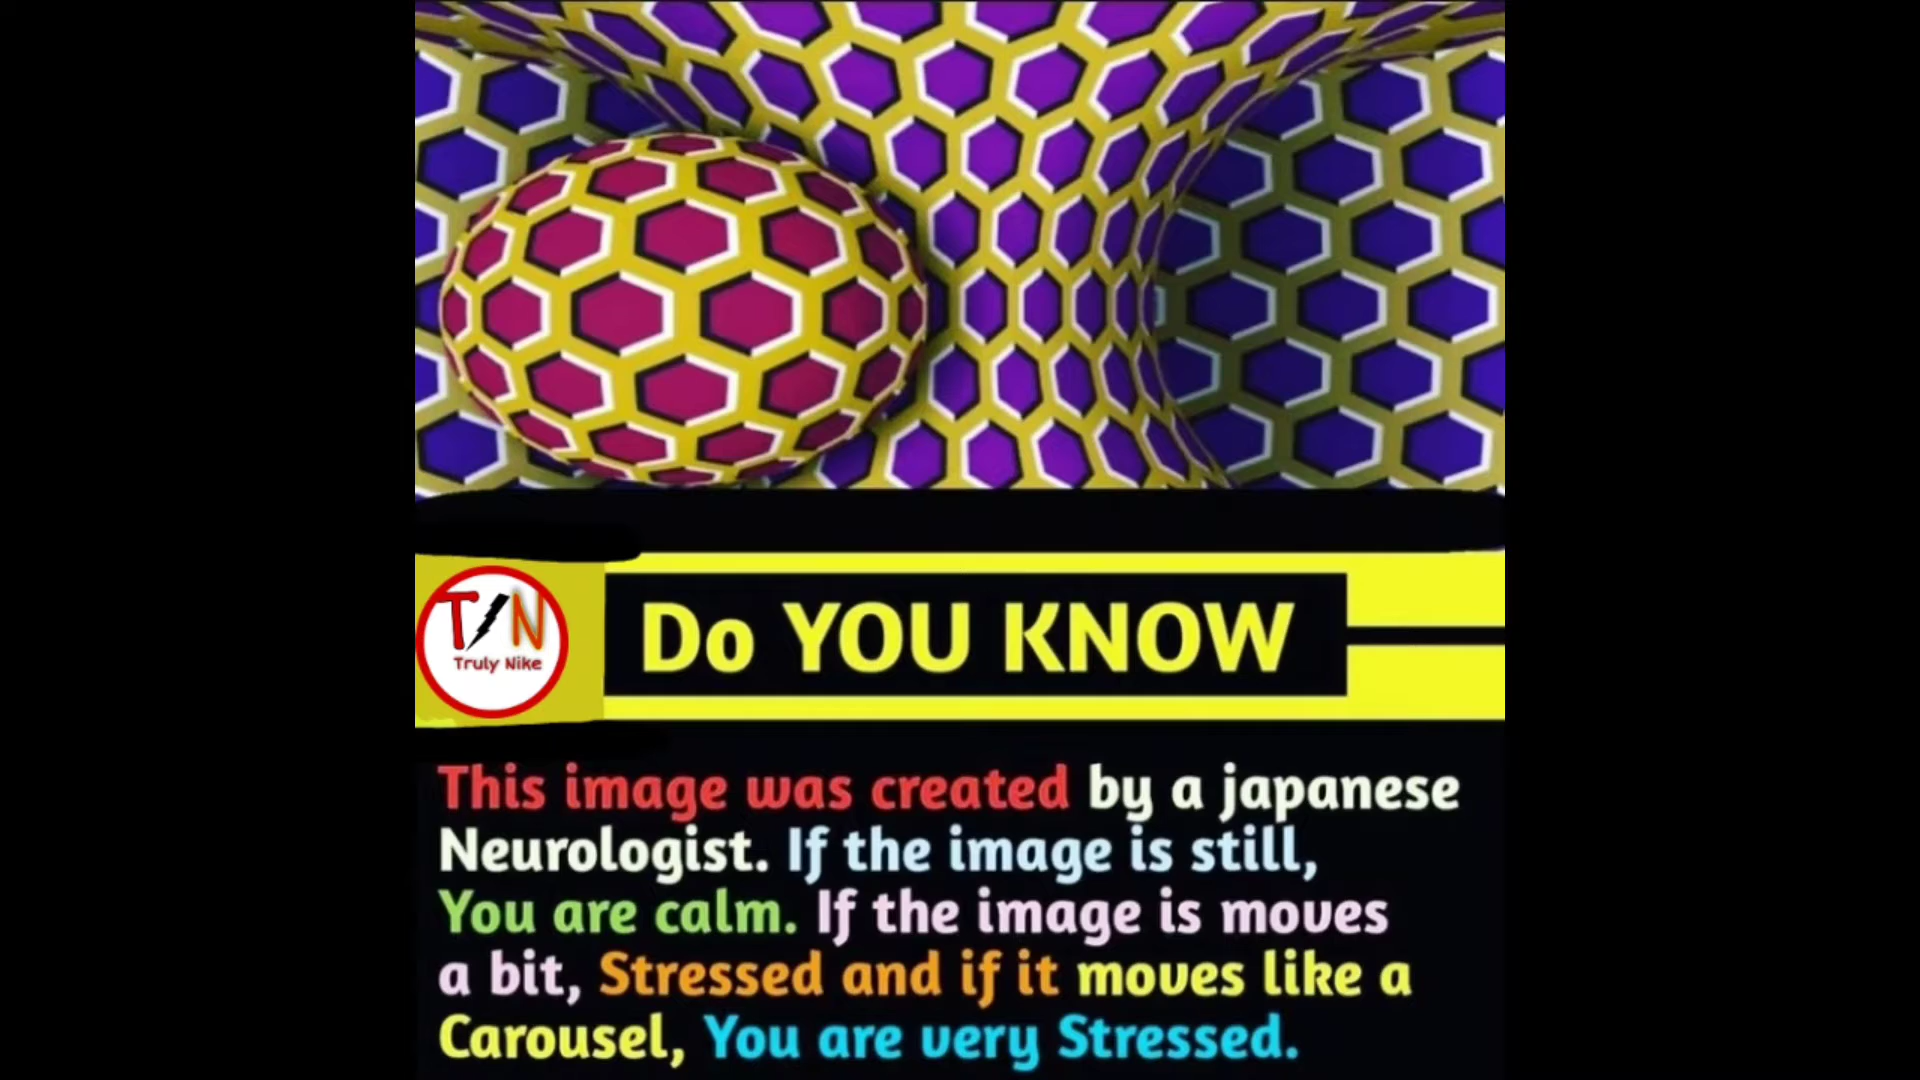 T/N
Truly Nike
Do YOU KNOW
This image was created by a japanese
Neurologist. If the image is still,
You are calm. If the image is moves
a bit, Stressed and if it moves like a
Carousel, You are very Stressed.